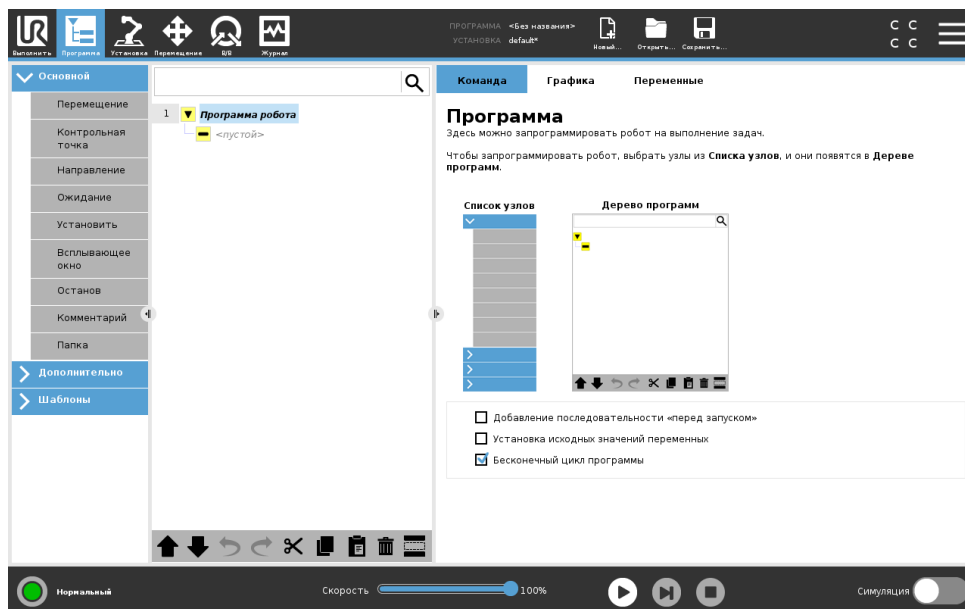 ПРОГРАММА <Без названия>
УСТАНОВКА default*
C C
C C
Выполнить Программа Установка Перемещение В/В Журнал
Новый... Открыть... Сохранить...
Основной
Перемещение
Контрольная
точка
Направление
Ожидание
Установить
Всплывающее
окно
Останов
Комментарий
Папка
Дополнительно
Шаблоны
1 Программа робота
<пустой>
Команда Графика Переменные
Программа
Здесь можно запрограммировать робот на выполнение задач.
Чтобы запрограммировать робот, выбрать узлы из Списка узлов, и они появятся в Дереве
программ.
Список узлов Дерево программ
Добавление последовательности «перед запуском»
Установка исходных значений переменных
Бесконечный цикл программы
Нормальный
Скорость 100%
Симуляция